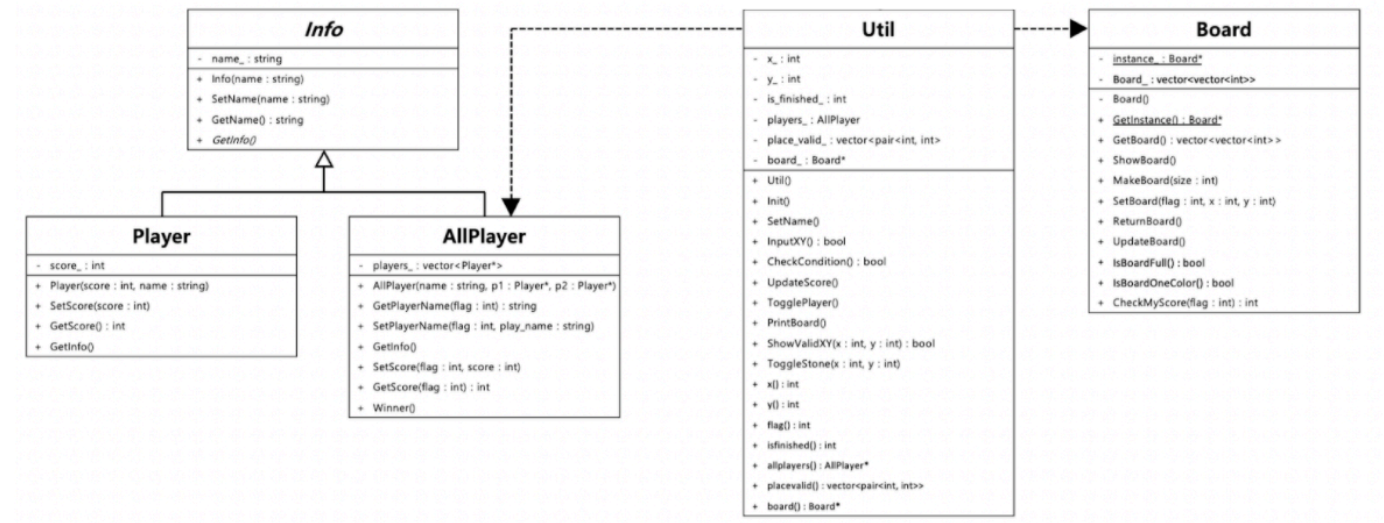 Info
- name_ : string
+ Info(name : string)
+ SetName(name : string)
+ GetName() : string
+ GetInfo()
Player
- score_ : int
+ Player(score : int, name : string)
+ SetScore(score : int)
+ GetScore() : int
+ GetInfo()
AllPlayer
- players_ : vector<Player*>
+ AllPlayer(name : string, p1 : Player*, p2 : Player*)
+ GetPlayerName(flag : int) : string
+ SetPlayerName(flag : int, play_name : string)
+ GetInfo()
+ SetScore(flag : int, score : int)
+ GetScore(flag : int) : int
+ Winner()
Util
- x_ : int
- y_ : int
- is_finished_ : int
- players_ : AllPlayer
- place_valid_ : vector<pair<int, int>
- board_ : Board*
+ Util()
+ Init()
+ SetName()
+ InputXY() : bool
+ CheckCondition() : bool
+ UpdateScore()
+ TogglePlayer()
+ PrintBoard()
+ ShowValidXY(x : int, y : int) : bool
+ ToggleStone(x : int, y : int)
+ x() : int
+ y() : int
+ flag() : int
+ isfinished() : int
+ allplayers() : AllPlayer*
+ placevalid() : vector<pair<int, int>>
+ board() : Board*
Board
- instance_ : Board*
- Board_ : vector<vector<int>>
- Board()
+ GetInstance() : Board*
+ GetBoard() : vector<vector<int>>
+ ShowBoard()
+ MakeBoard(size : int)
+ SetBoard(flag : int, x : int, y : int)
+ ReturnBoard()
+ UpdateBoard()
+ IsBoardFull() : bool
+ IsBoardOneColor() : bool
+ CheckMyScore(flag : int) : int